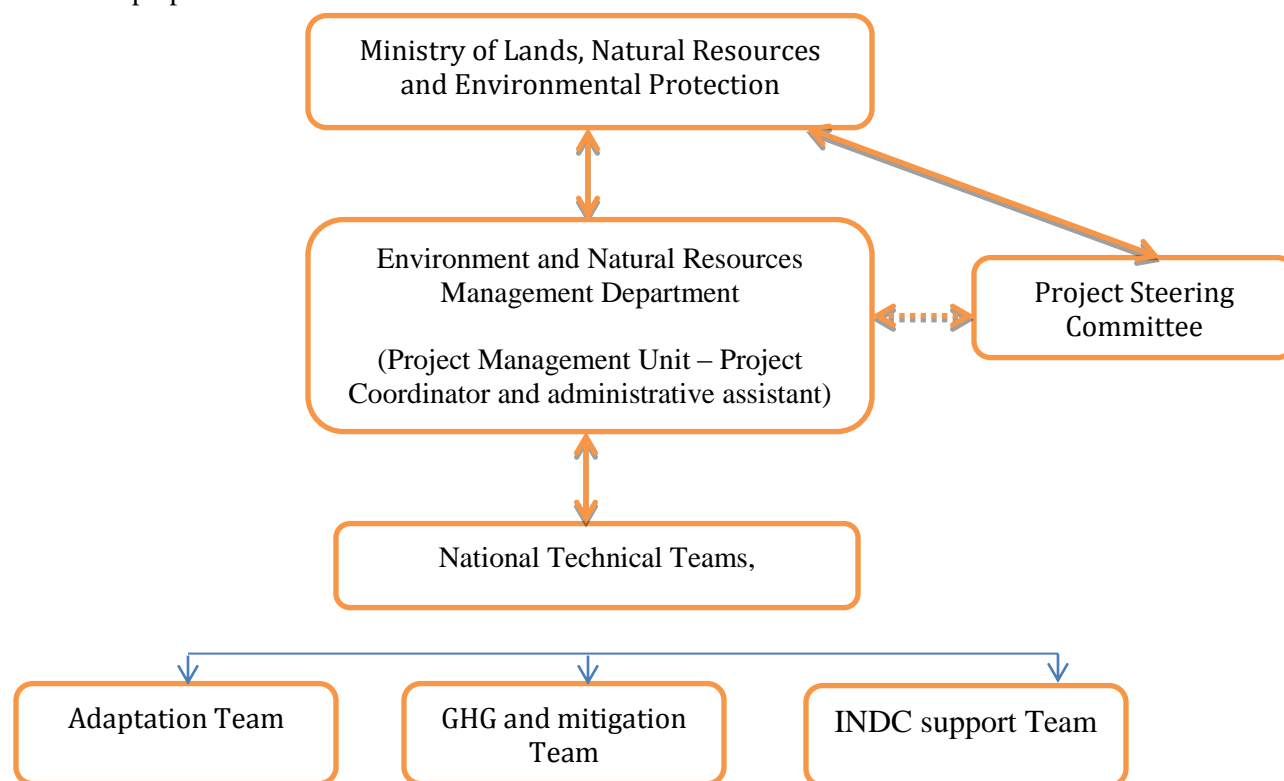 Ministry of Lands, Natural Resources
and Environmental Protection
Environment and Natural Resources
Management Department
(Project Management Unit – Project
Coordinator and administrative assistant)
Project Steering
Committee
National Technical Teams,
Adaptation Team
GHG and mitigation
Team
INDC support Team